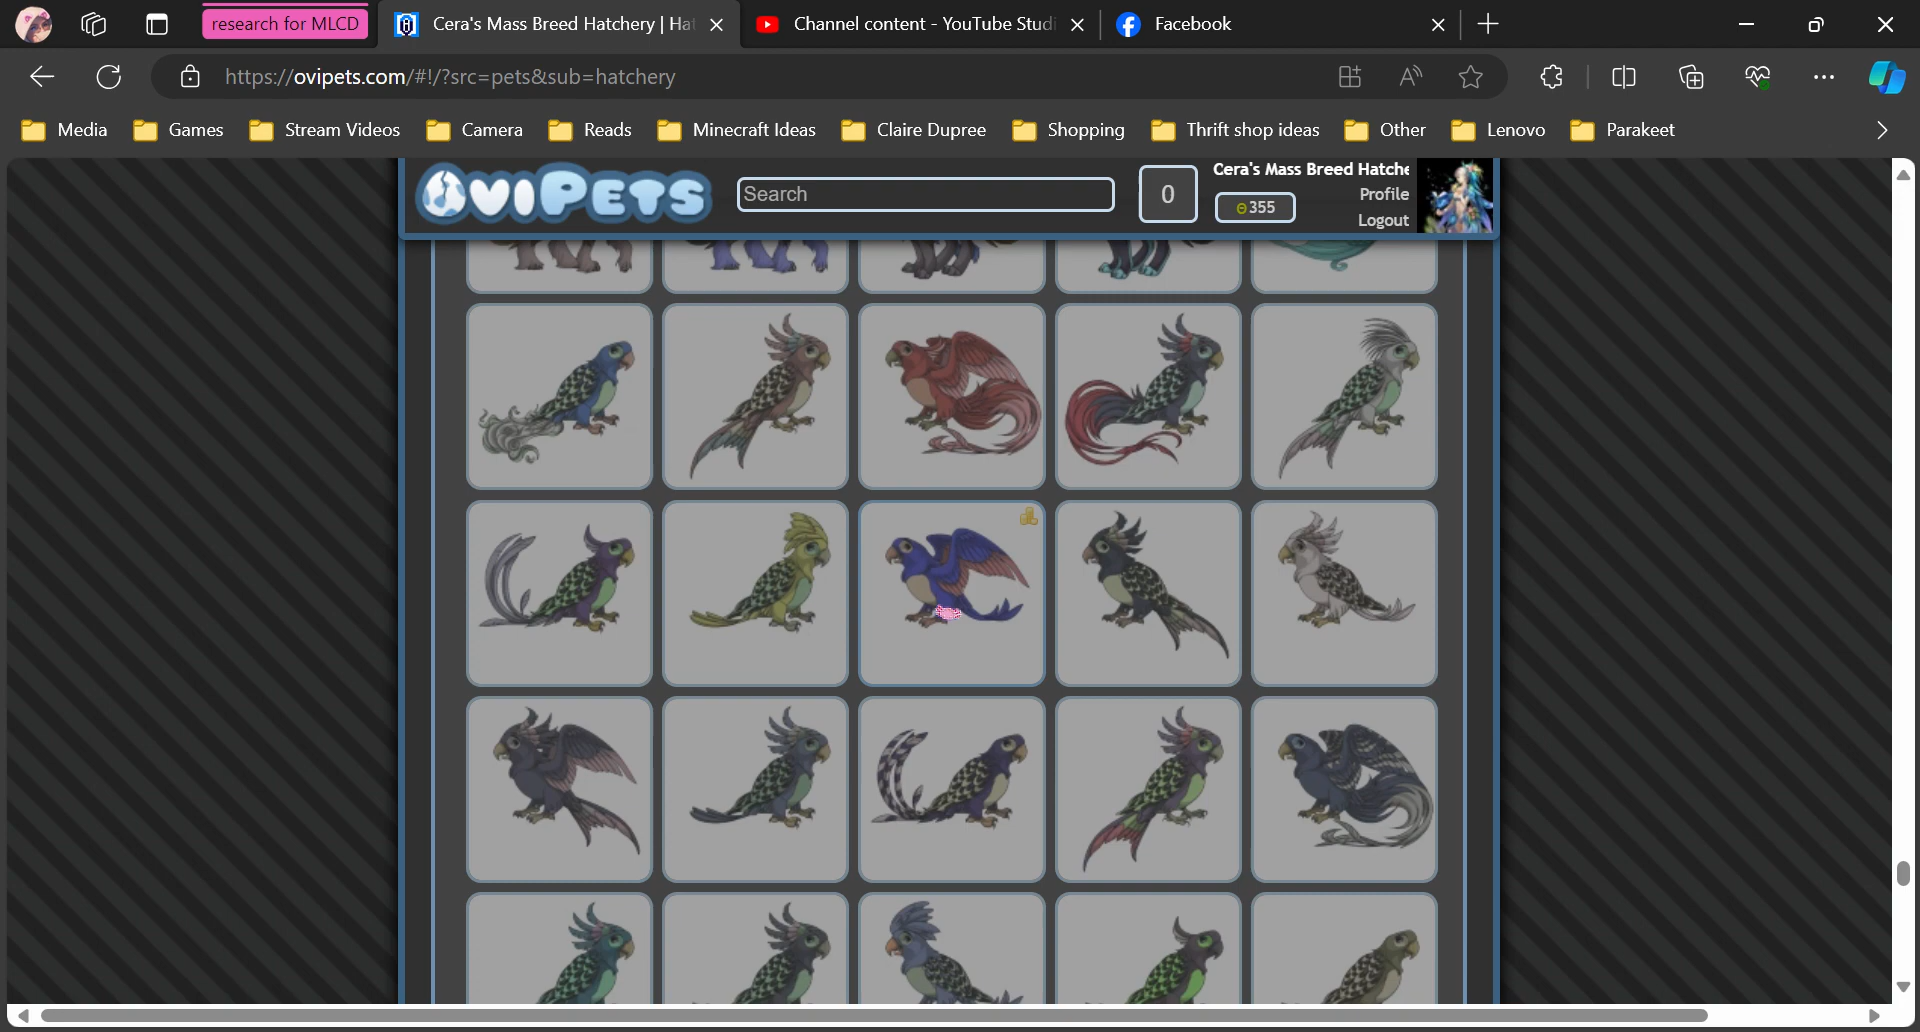 research for MLCD
Cera's Mass Breed Hatchery | Hat
Channel content - YouTube Studi
Facebook
https://ovipets.com/#!/?src=pets&sub=hatchery
Media
Games
Stream Videos
Camera
Reads
Minecraft Ideas
Claire Dupree
Shopping
Thrift shop ideas
Other
Lenovo
Parakeet
OviPets
Search
0
Cera's Mass Breed Hatche
355
Profile
Logout